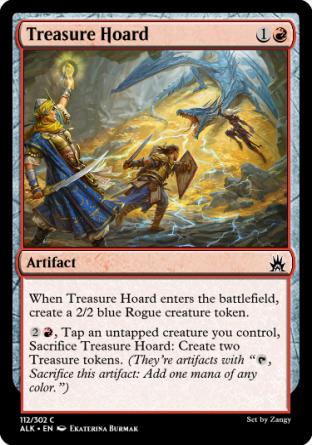 Treasure Hoard 1
Artifact
When Treasure Hoard enters the battlefield,
create a 2/2 blue Rogue creature token.
2 , Tap an untapped creature you control,
Sacrifice Treasure Hoard: Create two
Treasure tokens. (They're artifacts with “ ,
Sacrifice this artifact: Add one mana of any
color.”)
112/302 C Set by Zangy
ALK • EN Ekaterina Burmak